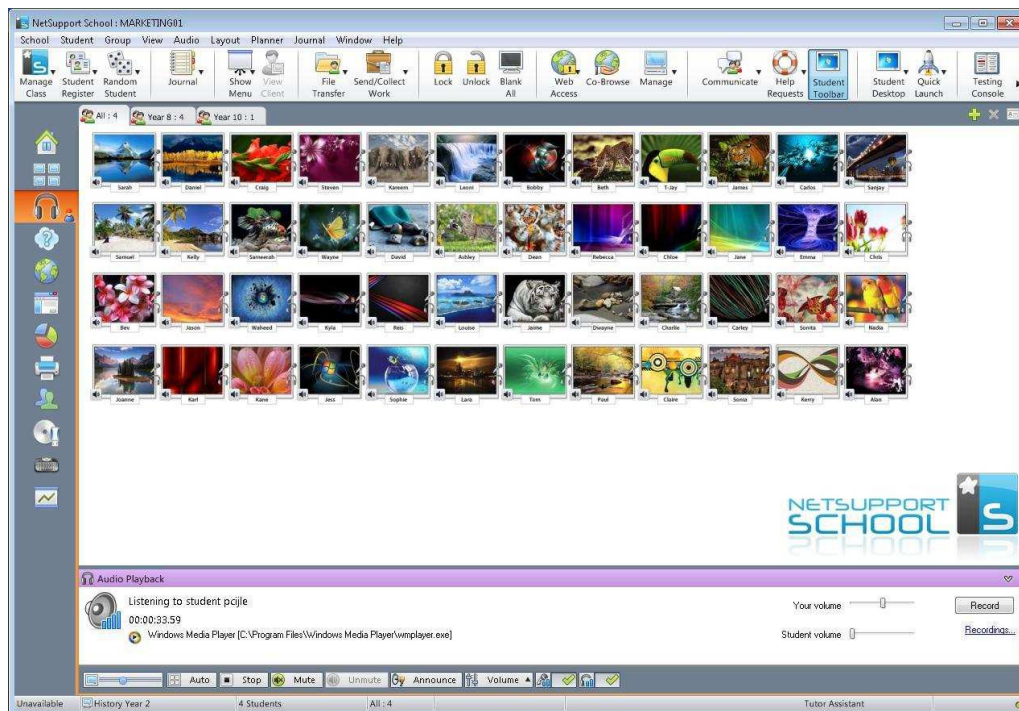 NetSupport School : MARKETING01
School Student Group View Audio Layout Planner Journal Window Help
Manage Class Student Register Random Student Journal Show Menu View Client File Transfer Send/Collect Work Lock Unlock Blank All Web Access Co-Browse Manage Communicate Help Requests Student Toolbar Student Desktop Quick Launch Testing Console
All : 4 Year 8 : 4 Year 10 : 1
Sarah Daniel Craig Steven Kareem Leoni Bobby Beth T-Jay James Carlos Sanjay
Samuel Kelly Sameerah Wayne David Ashley Dean Rebecca Chloe Jane Emma Chris
Bev Jason Waheed Kyla Reis Louise Jaime Dwayne Charlie Carley Sonita Nadia
Joanne Karl Kane Jess Sophie Lara Tom Paul Claire Sonia Kerry Alan
NETSUPPORT
SCHOOL
S
Audio Playback
Listening to student pcijle
00:00:33.59
Windows Media Player [C:\Program Files\Windows Media Player\wmplayer.exe]
Your volume Record
Student volume Recordings...
Auto Stop Mute Unmute Announce Volume
Unavailable History Year 2 4 Students All : 4 Tutor Assistant